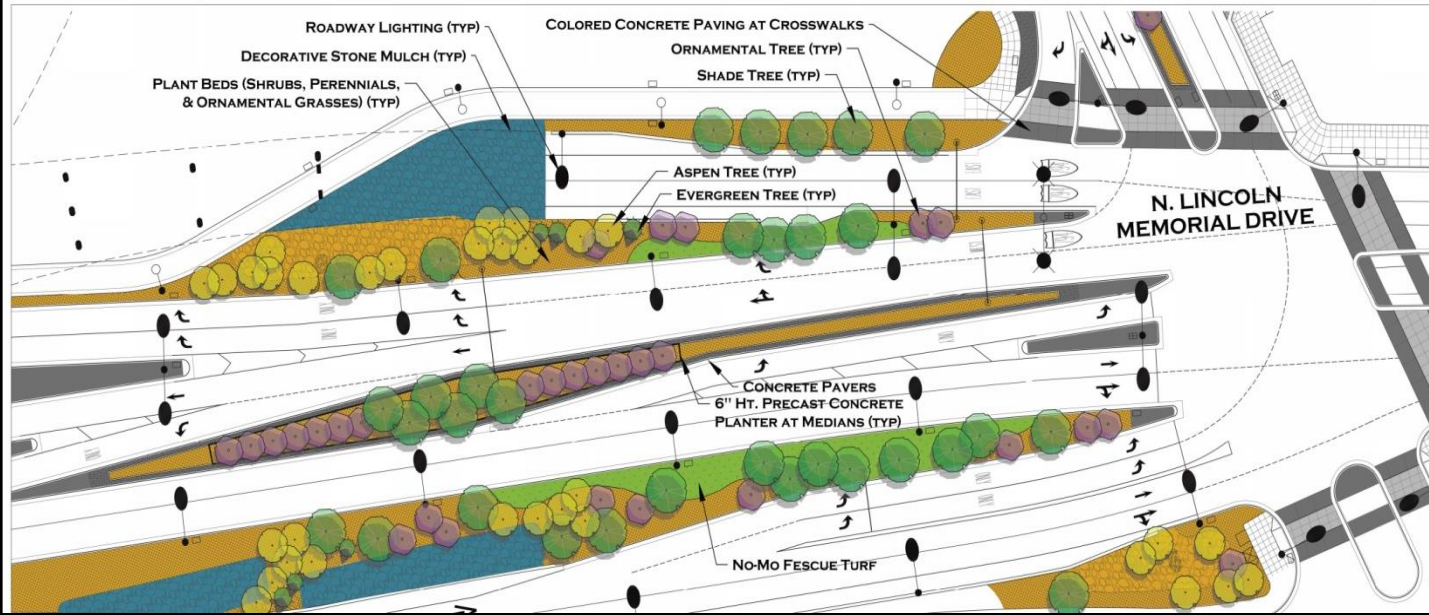 ROADWAY LIGHTING (TYP)
DECORATIVE STONE MULCH (TYP)
PLANT BEDS (SHRUBS, PERENNIALS,
& ORNAMENTAL GRASSES) (TYP)
COLORED CONCRETE PAVING AT CROSSWALKS
ORNAMENTAL TREE (TYP)
SHADE TREE (TYP)
ASPEN TREE (TYP)
EVERGREEN TREE (TYP)
N. LINCOLN
MEMORIAL DRIVE
CONCRETE PAVERS
6" HT. PRECAST CONCRETE
PLANTER AT MEDIANS (TYP)
NO-MO FESCUE TURF